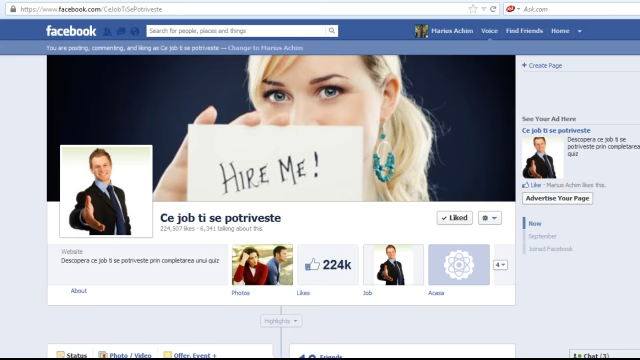 https://www.facebook.com/CeJobTiSePotriveste
Ask.com
facebook
Search for people, places and things
Marius Achim
Voice
Find Friends
Home
You are posting, commenting, and liking as Ce job ti se potriveste — Change to Marius Achim
+ Create Page
HIRE ME!
See Your Ad Here
Ce job ti se potriveste
Descopera ce job ti se
potriveste prin completarea
quiz
Like · Marius Achim likes this.
Advertise Your Page
Ce job ti se potriveste
224,507 likes · 6,341 talking about this
Liked
Now
September
Joined Facebook
Website
Descopera ce job ti se potriveste prin completarea unui quiz
224k
4
About
Photos
Likes
Job
Acasa
Highlights
Status
Photo / Video
Offer, Event +
Friends
Chat (3)